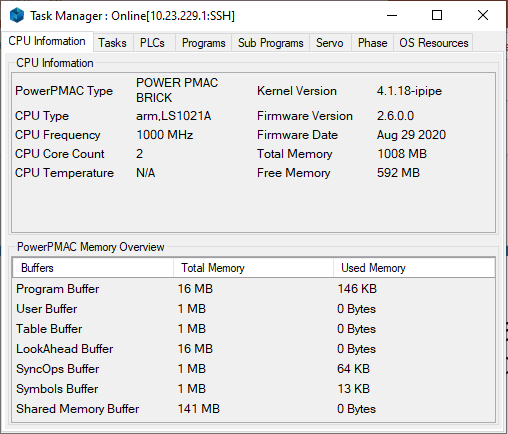 Task Manager : Online[10.23.229.1:SSH]
CPU Information Tasks PLCs Programs Sub Programs Servo Phase OS Resources
CPU Information
PowerPMAC Type POWER PMAC BRICK Kernel Version 4.1.18-ipipe
CPU Type arm,LS1021A Firmware Version 2.6.0.0
CPU Frequency 1000 MHz Firmware Date Aug 29 2020
CPU Core Count 2 Total Memory 1008 MB
CPU Temperature N/A Free Memory 592 MB
PowerPMAC Memory Overview
Buffers Total Memory Used Memory
Program Buffer 16 MB 146 KB
User Buffer 1 MB 0 Bytes
Table Buffer 1 MB 0 Bytes
LookAhead Buffer 16 MB 0 Bytes
SyncOps Buffer 1 MB 64 KB
Symbols Buffer 1 MB 13 KB
Shared Memory Buffer 141 MB 0 Bytes